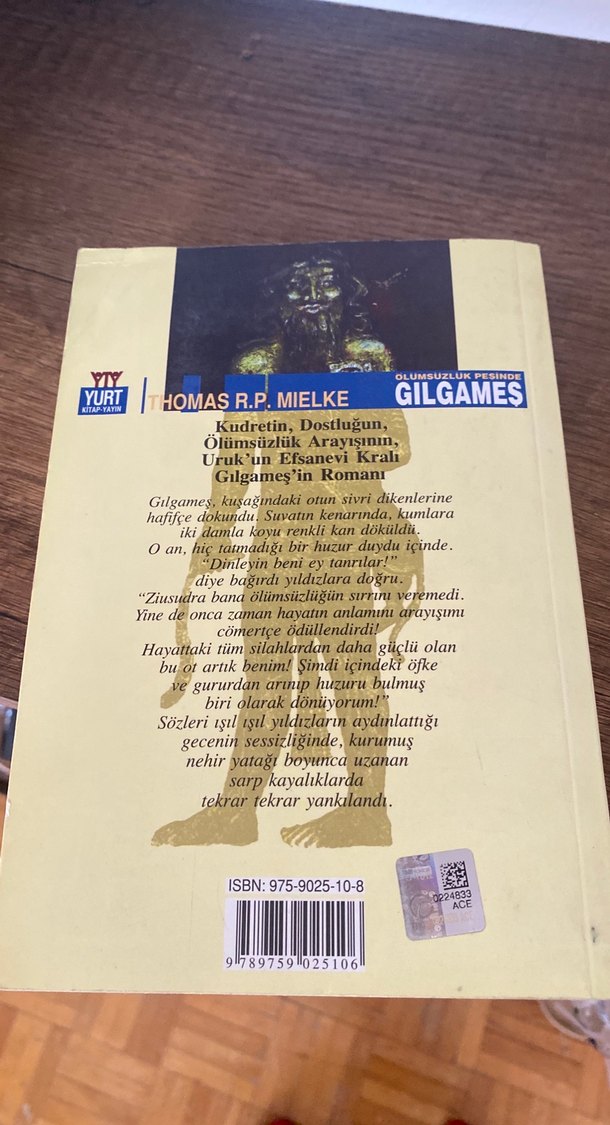 YTY
YURT
KİTAP-YAYIN
THOMAS R.P. MIELKE
ÖLÜMSÜZLÜK PEŞİNDE
GILGAMEŞ
Kudretin, Dostluğun,
Ölümsüzlük Arayışının,
Uruk'un Efsanevi Kralı
Gılgameş'in Romanı
Gılgameş, kuşağındaki otun sivri dikenlerine
hafifçe dokundu. Suvatın kenarında, kumlara
iki damla koyu renkli kan döküldü.
O an, hiç tatmadığı bir huzur duydu içinde.
"Dinleyin beni ey tanrılar!"
diye bağırdı yıldızlara doğru.
"Ziusudra bana ölümsüzlüğün sırrını veremedi.
Yine de onca zaman hayatın anlamını arayışımı
cömertçe ödüllendirdi!
Hayattaki tüm silahlardan daha güçlü olan
bu ot artık benim! Şimdi içindeki öfke
ve gururdan arınıp huzuru bulmuş
biri olarak dönüyorum!"
Sözleri ışıl ışıl yıldızların aydınlattığı
gecenin sessizliğinde, kurumuş
nehir yatağı boyunca uzanan
sarp kayalıklarda
tekrar tekrar yankılandı.
ISBN: 975-9025-10-8
9 789759 025106
0224833
ACE